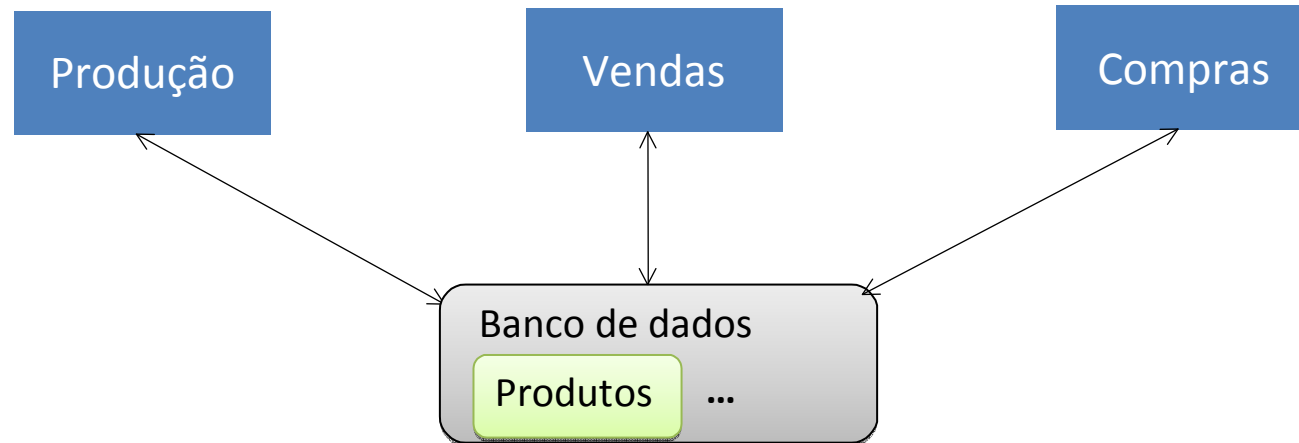 Produção
Vendas
Compras
Banco de dados
Produtos ...